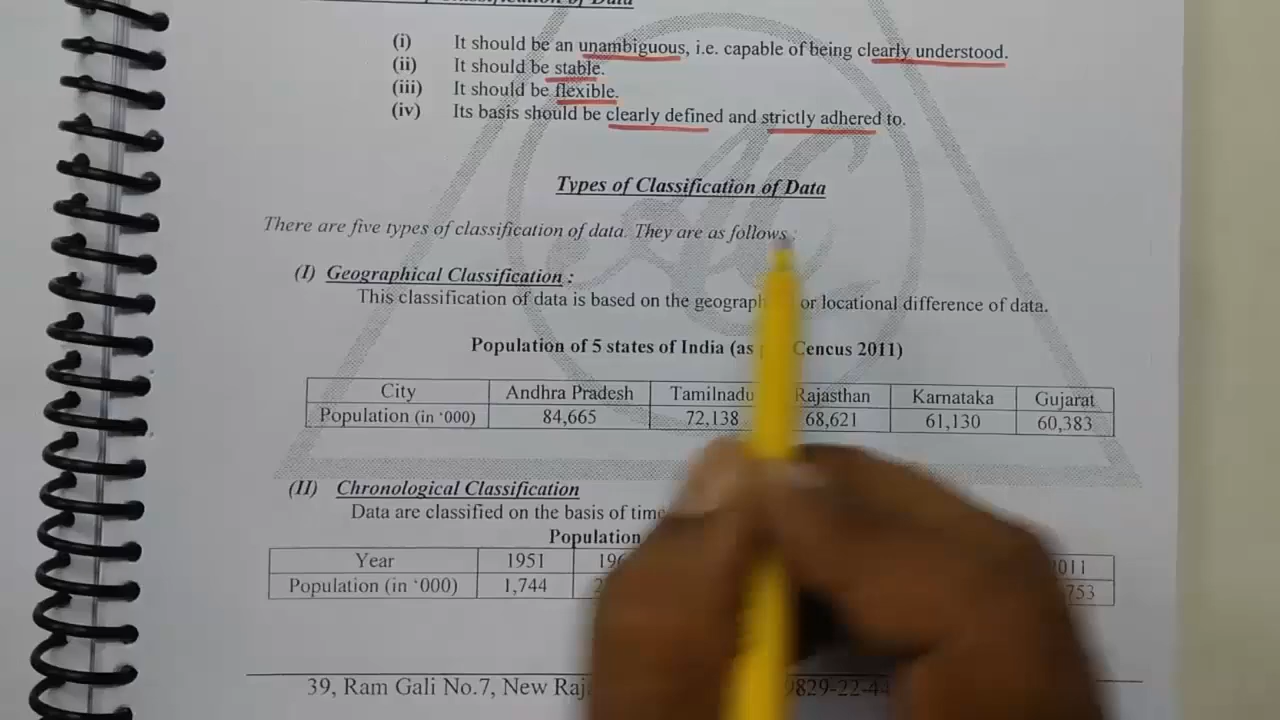 of Data
(i) It should be an unambiguous, i.e. capable of being clearly understood.
(ii) It should be stable.
(iii) It should be flexible.
(iv) Its basis should be clearly defined and strictly adhered to.
Types of Classification of Data
There are five types of classification of data. They are as follows :
(I) Geographical Classification :
This classification of data is based on the or locational difference of data.
Population of 5 states of India (as Cencus 2011)
City Andhra Pradesh Tamilnadu Rajasthan Karnataka Gujarat
Population (in ‘000) 84,665 72,138 68,621 61,130 60,383
(II) Chronological Classification
Data are classified on the basis of time
Population
Year 1951 2011
Population (in ‘000) 1,744
39, Ram Gali No.7, New